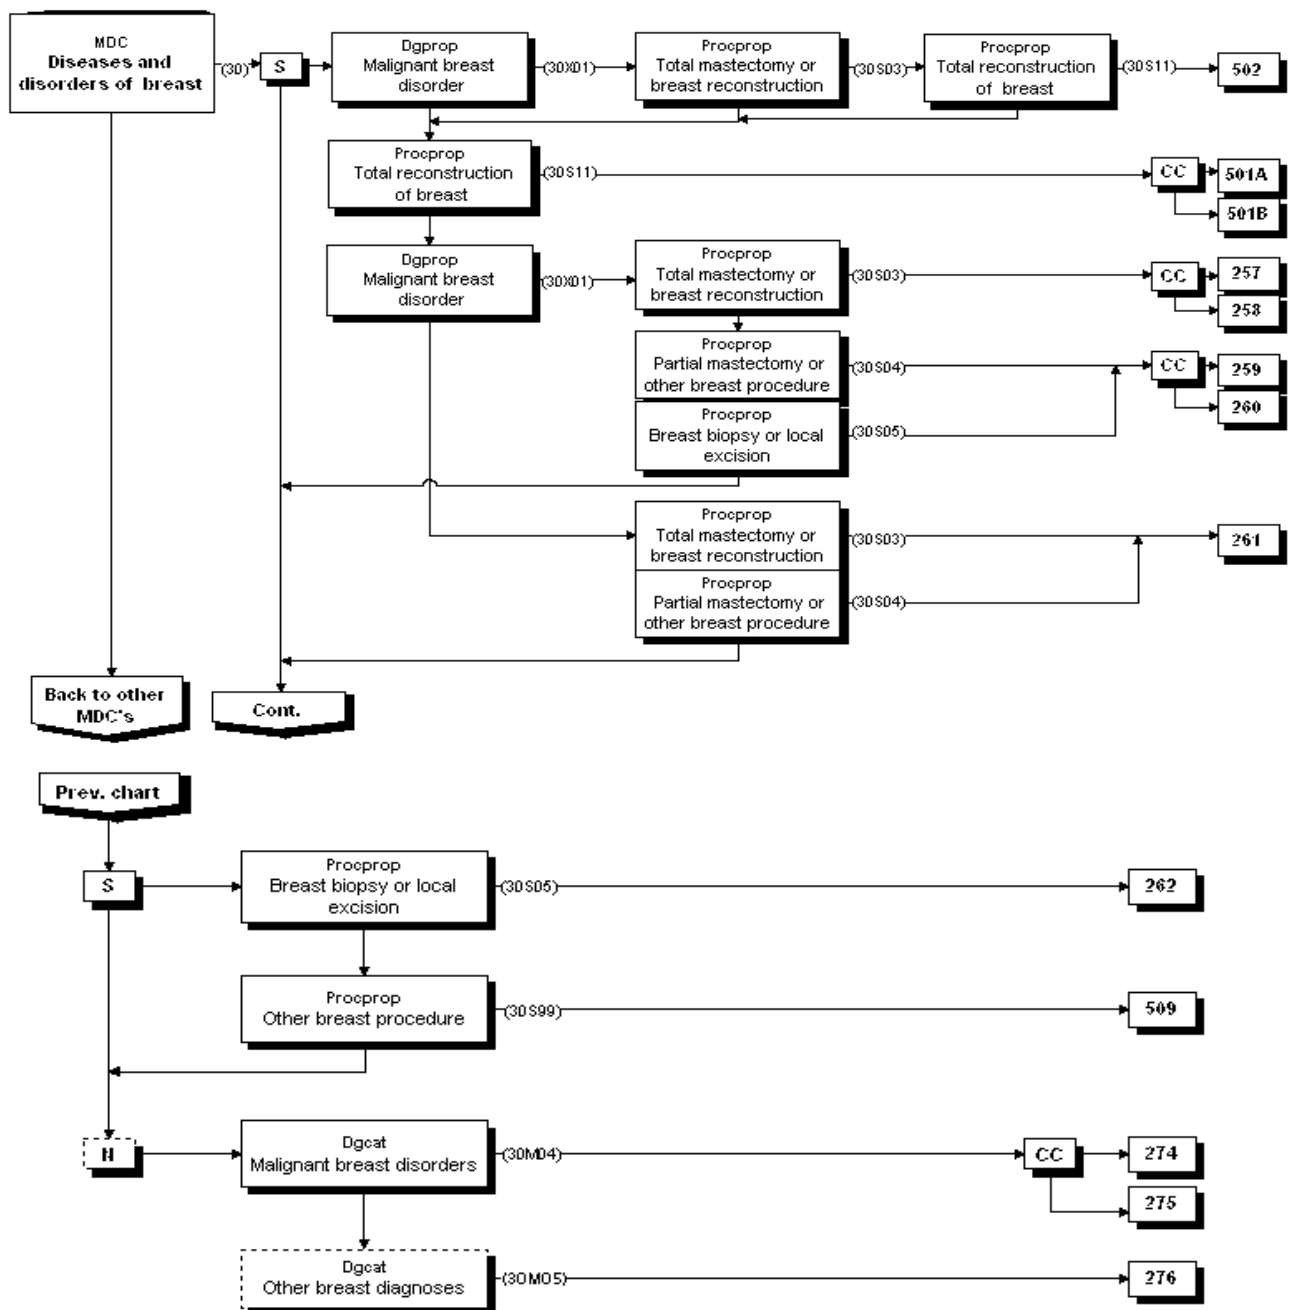 MDC
Diseases and
disorders of breast
(30)
S
Dgprop
Malignant breast
disorder
(30X01)
Procprop
Total mastectomy or
breast reconstruction
(30S03)
Procprop
Total reconstruction
of breast
(30S11)
502
Procprop
Total reconstruction
of breast
(30S11)
CC
501A
501B
Dgprop
Malignant breast
disorder
(30X01)
Procprop
Total mastectomy or
breast reconstruction
(30S03)
CC
257
258
Procprop
Partial mastectomy or
other breast procedure
(30S04)
CC
259
260
Procprop
Breast biopsy or local
excision
(30S05)
Procprop
Total mastectomy or
breast reconstruction
(30S03)
261
Procprop
Partial mastectomy or
other breast procedure
(30S04)
Back to other
MDC's
Cont.
Prev. chart
S
Procprop
Breast biopsy or local
excision
(30S05)
262
Procprop
Other breast procedure
(30S99)
509
N
Dgcat
Malignant breast disorders
(30M04)
CC
274
275
Dgcat
Other breast diagnoses
(30M05)
276